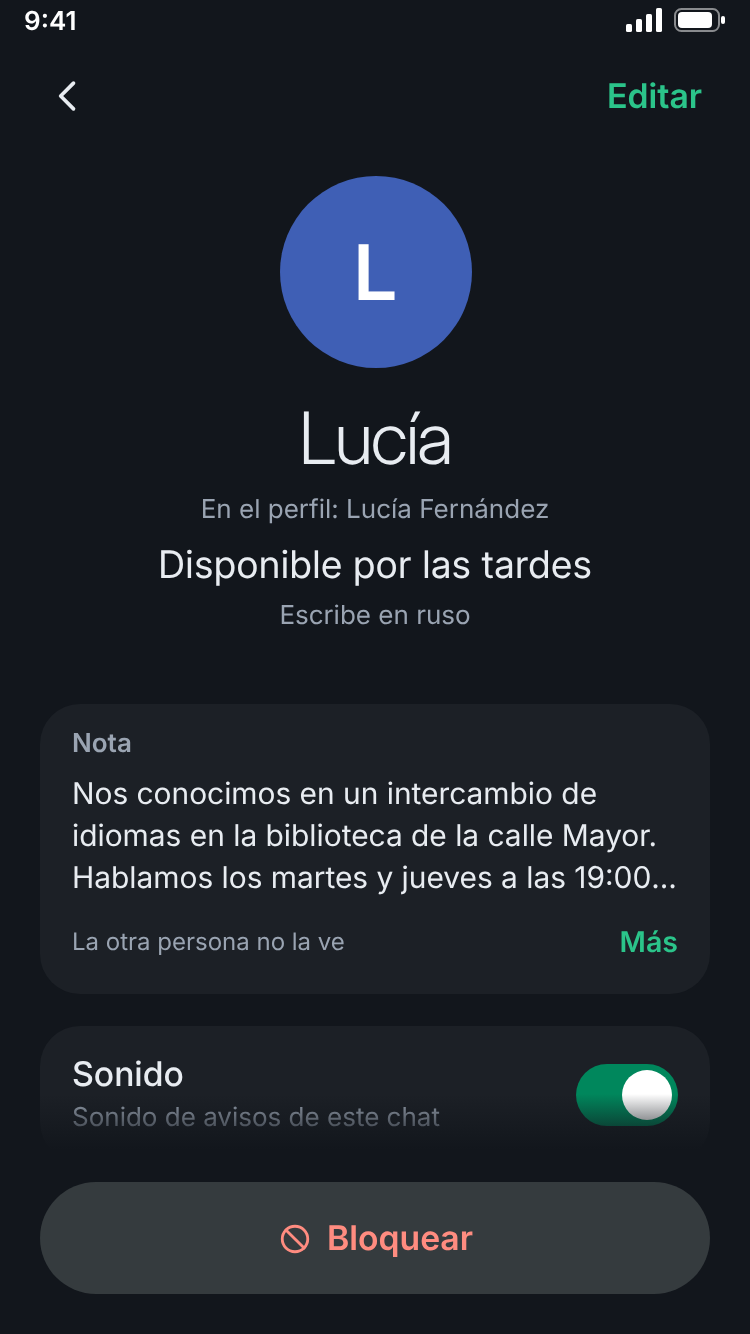 9:41
Editar
L
Lucía
En el perfil: Lucía Fernández
Disponible por las tardes
Escribe en ruso
Nota
Nos conocimos en un intercambio de
idiomas en la biblioteca de la calle Mayor.
Hablamos los martes y jueves a las 19:00...
La otra persona no la ve
Más
Sonido
Sonido de avisos de este chat
Bloquear